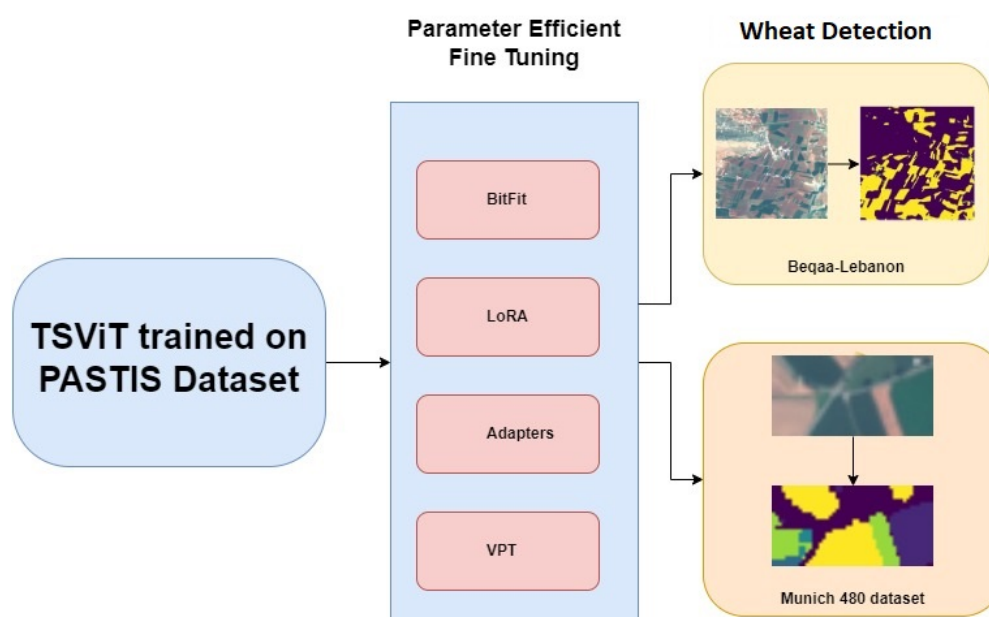 Parameter Efficient
Fine Tuning
Wheat Detection
TSViT trained on
PASTIS Dataset
BitFit
LoRA
Adapters
VPT
Beqaa-Lebanon
Munich 480 dataset